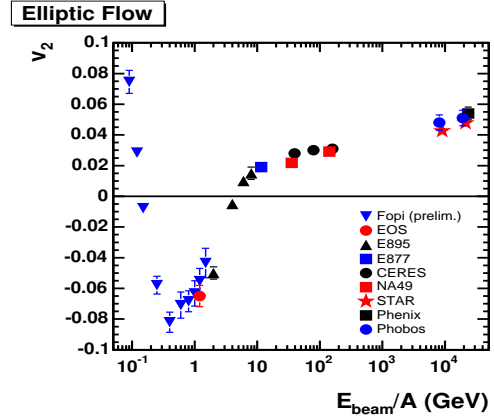 Elliptic Flow
v₂
0.1
0.08
0.06
0.04
0.02
0
-0.02
-0.04
-0.06
-0.08
-0.1
Fopi (prelim.)
EOS
E895
E877
CERES
NA49
STAR
Phenix
Phobos
10⁻¹ 1 10 10² 10³ 10⁴
E_beam/A (GeV)